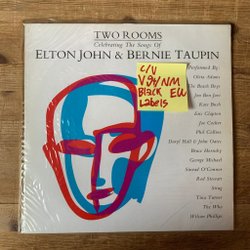 TWO ROOMS
Celebrating The Songs Of
ELTON JOHN & BERNIE TAUPIN
C/V
VG+/NM
Black EW
Labels
Performed By:
Oleta Adams
The Beach Boys
Jon Bon Jovi
Kate Bush
Eric Clapton
Joe Cocker
Phil Collins
Daryl Hall & John Oates
Bruce Hornsby
George Michael
Sinead O'Connor
Rod Stewart
Sting
Tina Turner
The Who
Wilson Phillips